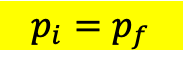 p_i = p_f